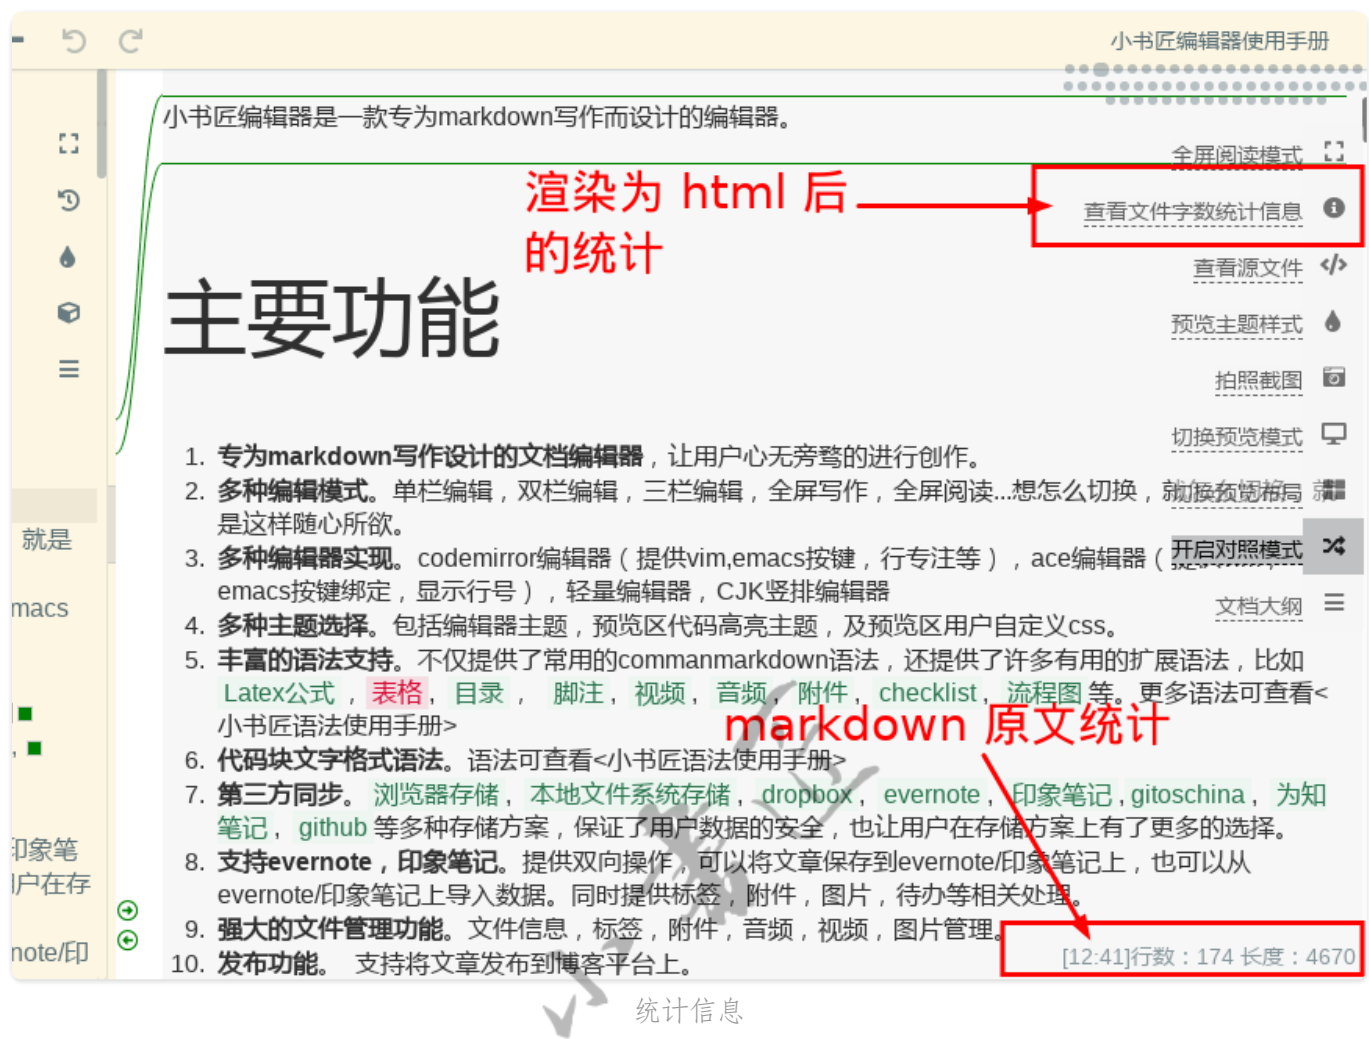 小书匠编辑器使用手册
小书匠编辑器是一款专为markdown写作而设计的编辑器。
全屏阅读模式
渲染为 html 后
的统计
查看文件字数统计信息
查看源文件
主要功能
预览主题样式
拍照截图
切换预览模式
1. 专为markdown写作设计的文档编辑器，让用户心无旁骛的进行创作。
2. 多种编辑模式。单栏编辑，双栏编辑，三栏编辑，全屏写作，全屏阅读...想怎么切换，就
切换预览布局
是这样随心所欲。
就是
3. 多种编辑器实现。codemirror编辑器（提供vim,emacs按键，行专注等），ace编辑器（
开启对照模式
emacs按键绑定，显示行号），轻量编辑器，CJK竖排编辑器
macs
文档大纲
4. 多种主题选择。包括编辑器主题，预览区代码高亮主题，及预览区用户自定义css。
5. 丰富的语法支持。不仅提供了常用的commanmarkdown语法，还提供了许多有用的扩展语法，比如
Latex公式，表格，目录， 脚注，视频，音频，附件，checklist，流程图等。更多语法可查看<
小书匠语法使用手册>
markdown 原文统计
6. 代码块文字格式语法。语法可查看<小书匠语法使用手册>
7. 第三方同步。 浏览器存储，本地文件系统存储，dropbox，evernote，印象笔记,gitoschina，为知
笔记，github等多种存储方案，保证了用户数据的安全，也让用户在存储方案上有了更多的选择。
印象笔
8. 支持evernote，印象笔记。提供双向操作，可以将文章保存到evernote/印象笔记上，也可以从
户在存
evernote/印象笔记上导入数据。同时提供标签，附件，图片，待办等相关处理。
9. 强大的文件管理功能。文件信息，标签，附件，音频，视频，图片管理。
note/印
[12:41]行数：174 长度：4670
10. 发布功能。 支持将文章发布到博客平台上。
小书匠
统计信息